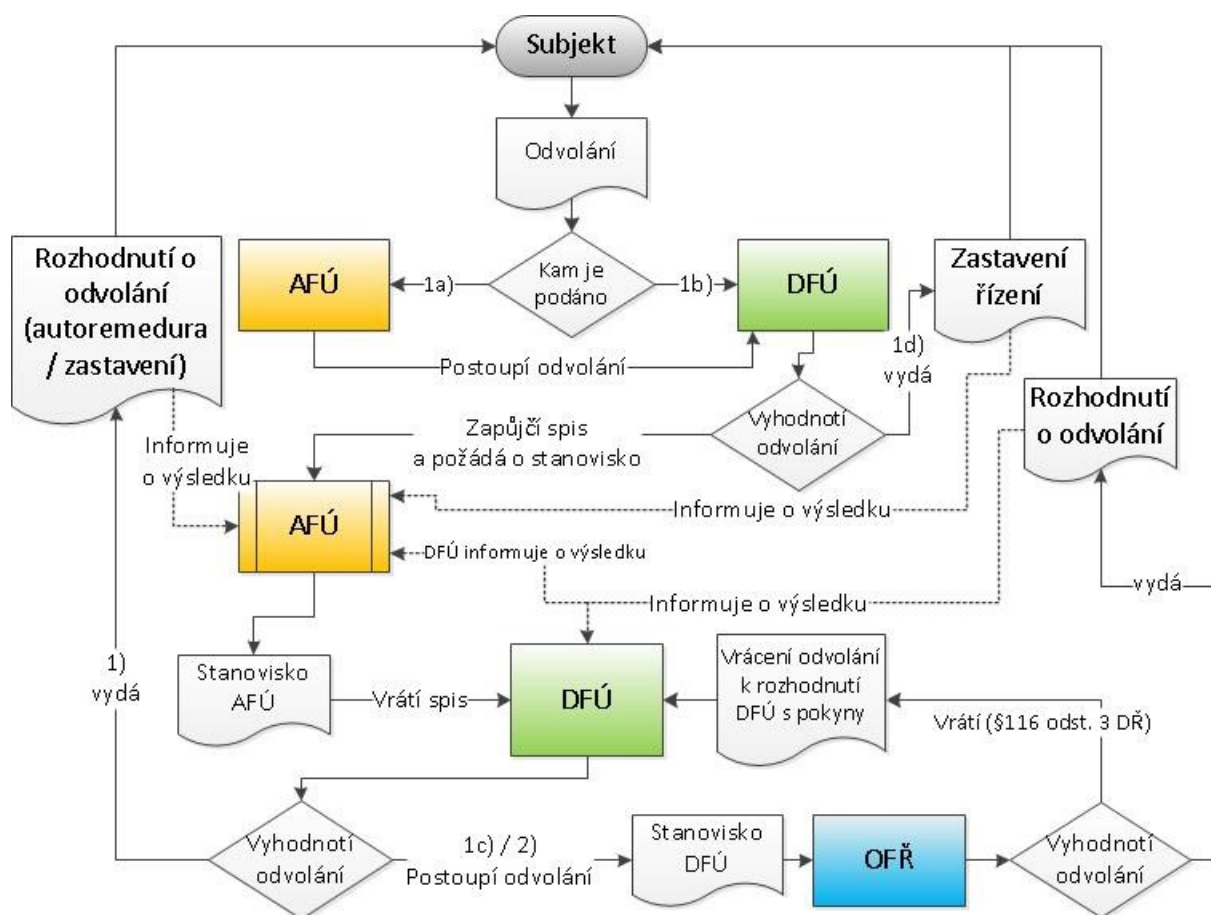 Subjekt
Odvolání
Kam je
podáno
1a)
1b)
AFÚ
DFÚ
Postoupí odvolání
Rozhodnutí o
odvolání
(autoremedura
/ zastavení)
Zastavení
řízení
1d)
vydá
Vyhodnotí
odvolání
Rozhodnutí
o odvolání
Zapůjčí spis
a požádá o stanovisko
Informuje
o výsledku
AFÚ
Informuje o výsledku
DFÚ informuje o výsledku
Informuje o výsledku
vydá
1)
vydá
Stanovisko
AFÚ
Vrátí spis
DFÚ
Vrácení odvolání
k rozhodnutí
DFÚ s pokyny
Vrátí (§116 odst. 3 DŘ)
Vyhodnotí
odvolání
1c) / 2)
Postoupí odvolání
Stanovisko
DFÚ
OFŘ
Vyhodnotí
odvolání